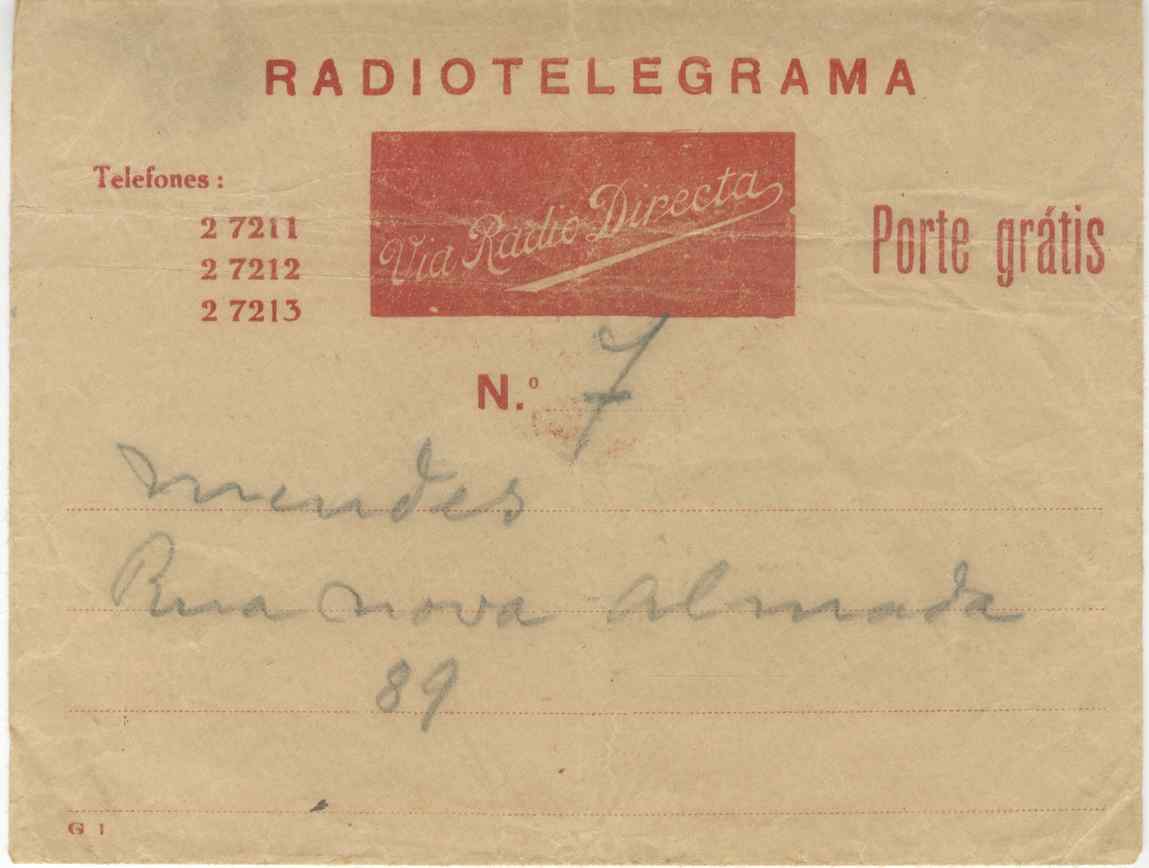 RADIOTELEGRAMA
Telefones :
2 7211
2 7212
2 7213
Via Radio Directa
Porte grátis
N.º 7
Mendes
Rua nova Almada
89
G 1